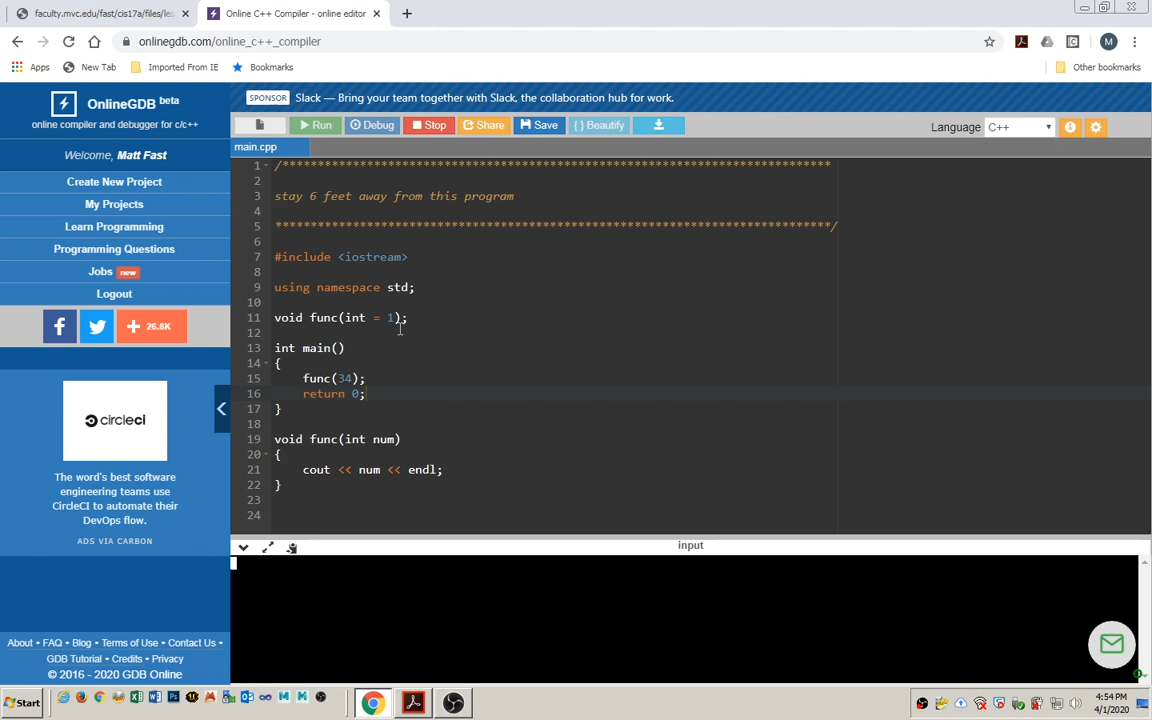 faculty.mvc.edu/fast/cis17a/files/les
Online C++ Compiler - online editor
onlinegdb.com/online_c++_compiler
M
Apps
New Tab
Imported From IE
Bookmarks
Other bookmarks
OnlineGDB beta
online compiler and debugger for c/c++
Welcome, Matt Fast
Create New Project
My Projects
Learn Programming
Programming Questions
Jobs new
Logout
26.8K
circleci
The word's best software
engineering teams use
CircleCI to automate their
DevOps flow.
ADS VIA CARBON
About • FAQ • Blog • Terms of Use • Contact Us •
GDB Tutorial • Credits • Privacy
© 2016 - 2020 GDB Online
SPONSOR Slack — Bring your team together with Slack, the collaboration hub for work.
Run
Debug
Stop
Share
Save
{ } Beautify
Language C++
main.cpp
1 /******************************************************************************
2
3 stay 6 feet away from this program
4
5 *******************************************************************************/
6
7 #include <iostream>
8
9 using namespace std;
10
11 void func(int = 1);
12
13 int main()
14 {
15 func(34);
16 return 0;
17 }
18
19 void func(int num)
20 {
21 cout << num << endl;
22 }
23
24
input
Start
4:54 PM
4/1/2020